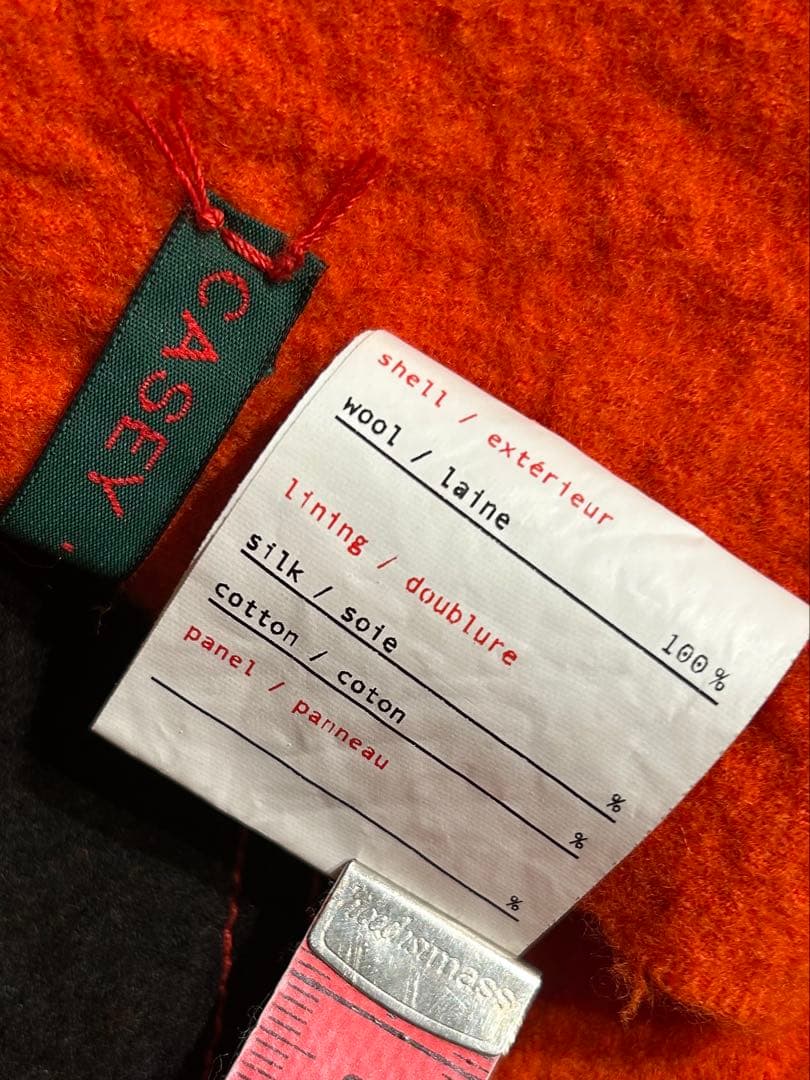 CASEY
shell / extérieur
wool / laine
100%
lining / doublure
silk / soie
%
cotton / coton
%
panel / panneau
%